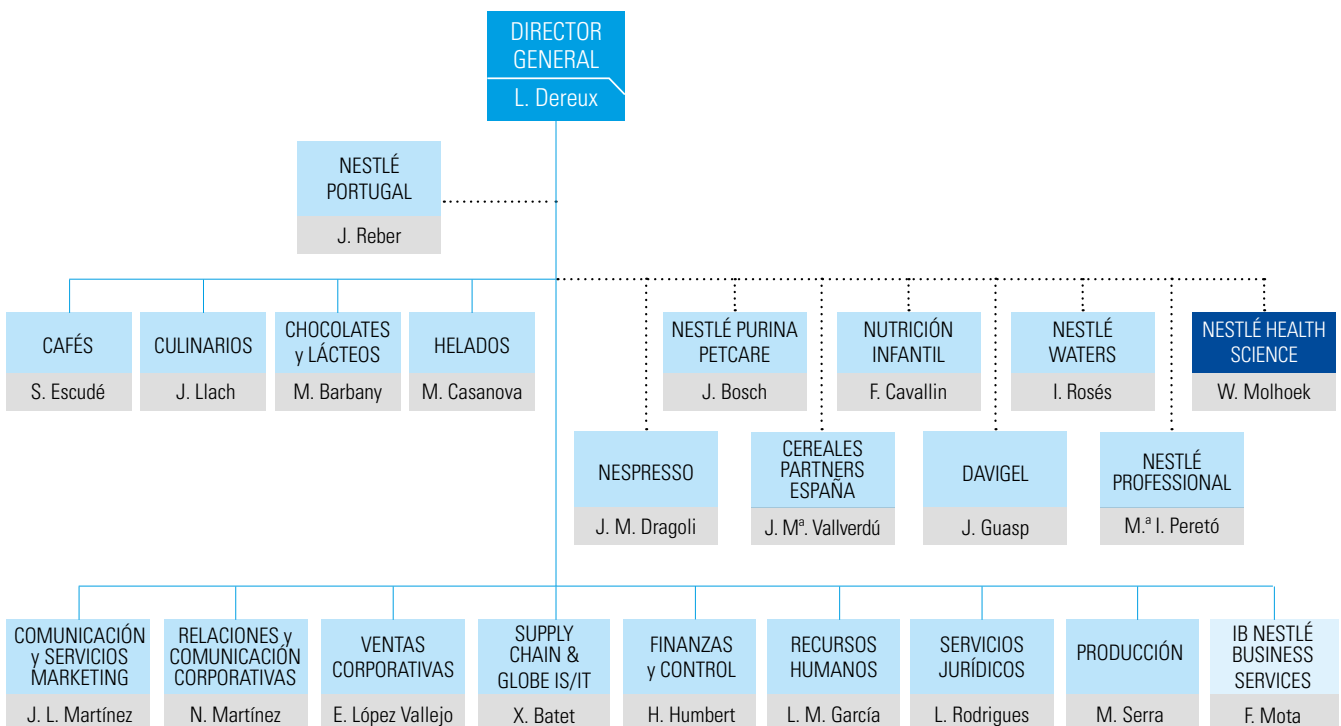 DIRECTOR
GENERAL
L. Dereux
NESTLÉ
PORTUGAL
J. Reber
CAFÉS
S. Escudé
CULINARIOS
J. Llach
CHOCOLATES
y LÁCTEOS
M. Barbany
HELADOS
M. Casanova
NESTLÉ PURINA
PETCARE
J. Bosch
NUTRICIÓN
INFANTIL
F. Cavallin
NESTLÉ
WATERS
I. Rosés
NESTLÉ HEALTH
SCIENCE
W. Molhoek
NESPRESSO
J. M. Dragoli
CEREALES
PARTNERS
ESPAÑA
J. Mª. Vallverdú
DAVIGEL
J. Guasp
NESTLÉ
PROFESSIONAL
M.ª I. Peretó
COMUNICACIÓN
y SERVICIOS
MARKETING
J. L. Martínez
RELACIONES y
COMUNICACIÓN
CORPORATIVAS
N. Martínez
VENTAS
CORPORATIVAS
E. López Vallejo
SUPPLY
CHAIN &
GLOBE IS/IT
X. Batet
FINANZAS
y CONTROL
H. Humbert
RECURSOS
HUMANOS
L. M. García
SERVICIOS
JURÍDICOS
L. Rodrigues
PRODUCCIÓN
M. Serra
IB NESTLÉ
BUSINESS
SERVICES
F. Mota